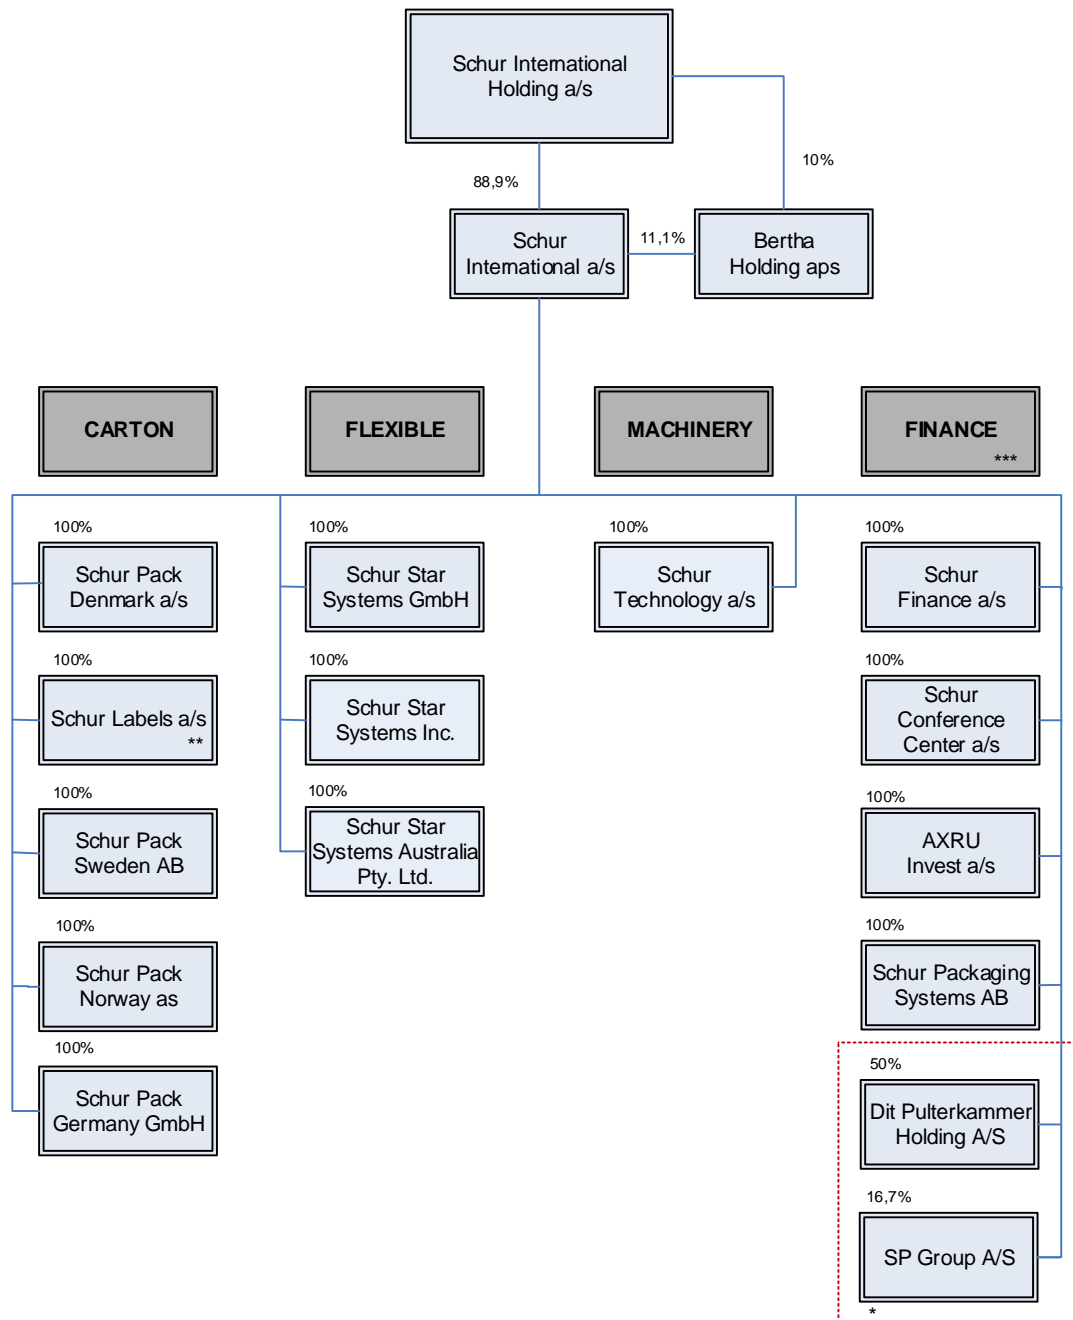 Schur International
Holding a/s
10%
88,9%
Schur
International a/s
11,1%
Bertha
Holding aps
CARTON
FLEXIBLE
MACHINERY
FINANCE
***
100%
Schur Pack
Denmark a/s
100%
Schur Labels a/s
**
100%
Schur Pack
Sweden AB
100%
Schur Pack
Norway as
100%
Schur Pack
Germany GmbH
100%
Schur Star
Systems GmbH
100%
Schur Star
Systems Inc.
100%
Schur Star
Systems Australia
Pty. Ltd.
100%
Schur
Technology a/s
100%
Schur
Finance a/s
100%
Schur
Conference
Center a/s
100%
AXRU
Invest a/s
100%
Schur Packaging
Systems AB
50%
Dit Pulterkammer
Holding A/S
16,7%
SP Group A/S
*